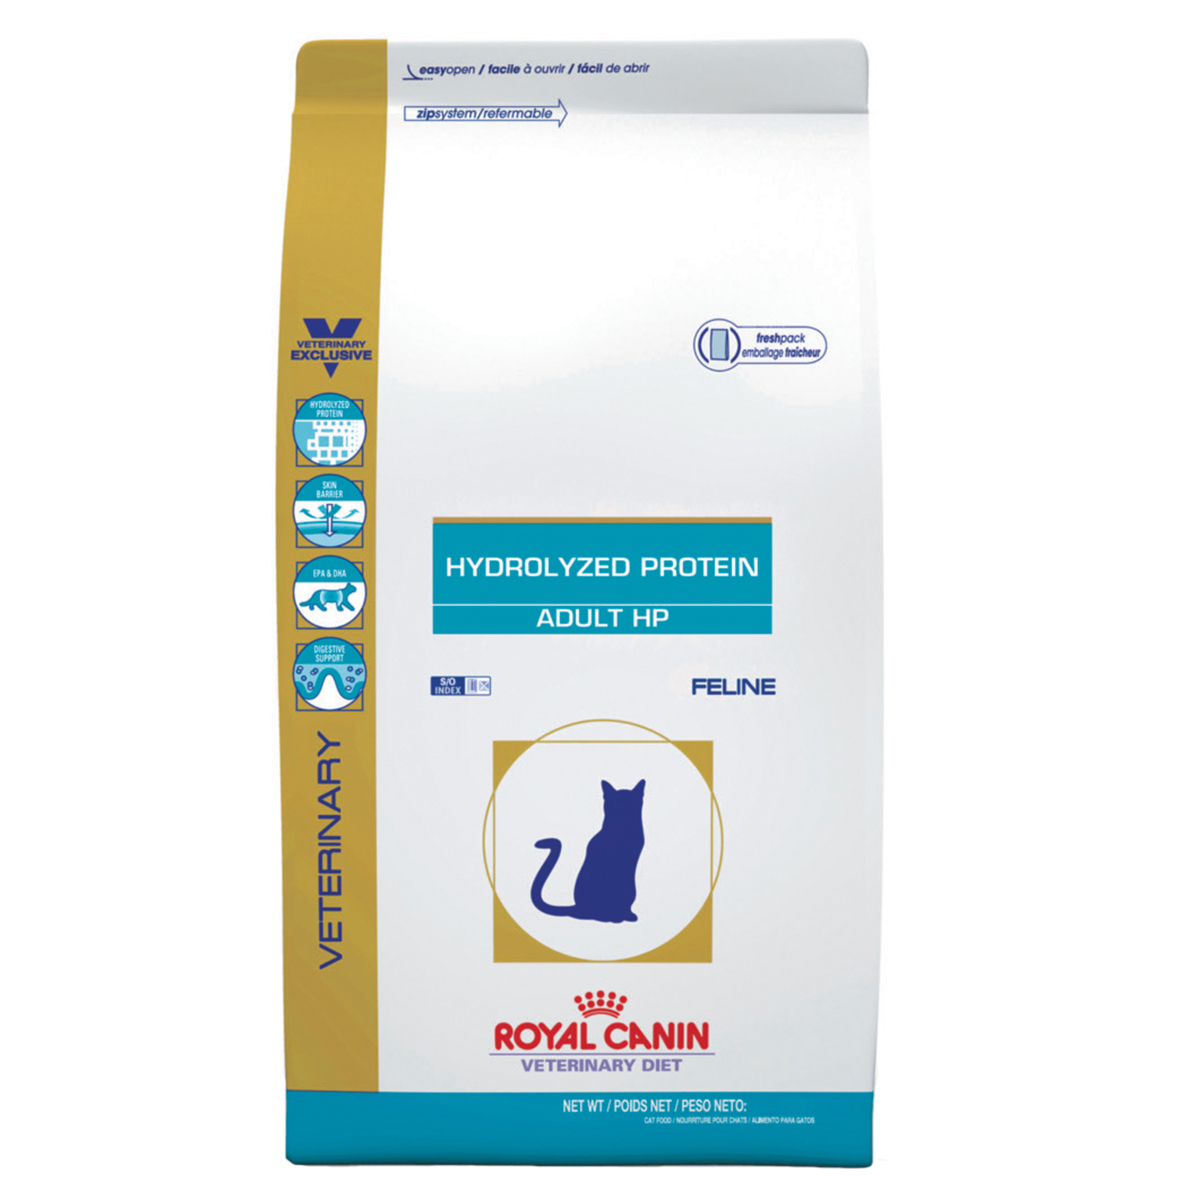 easyopen / facile à ouvrir / fácil de abrir
zipsystem/refermable
freshpack
emballage fraîcheur
VETERINARY
EXCLUSIVE
HYDROLYZED
PROTEIN
SKIN
BARRIER
EPA & DHA
DIGESTIVE
SUPPORT
VETERINARY
HYDROLYZED PROTEIN
ADULT HP
S/O
INDEX
FELINE
ROYAL CANIN
VETERINARY DIET
NET WT / POIDS NET / PESO NETO:
CAT FOOD / NOURRITURE POUR CHATS / ALIMENTO PARA GATOS